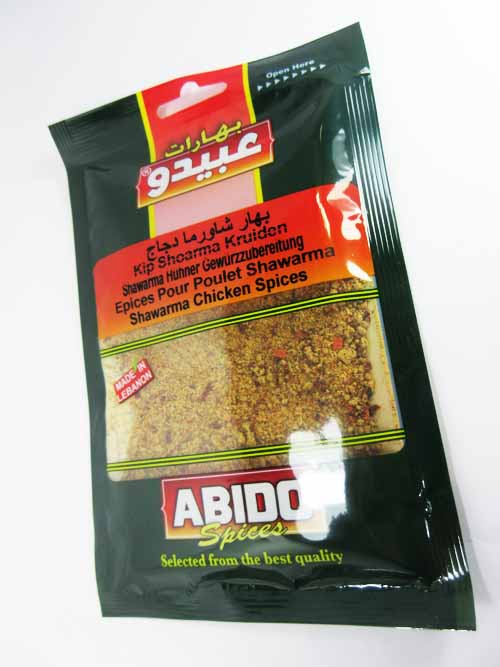 Open Here
بهارات
عبيدو
®
بهار شاورما دجاج
Kip Shoarma Kruiden
Shawarma Huhner Gewurzzubereitung
Epices Pour Poulet Shawarma
Shawarma Chicken Spices
MADE IN
LEBANON
ABIDO
Spices
Selected from the best quality